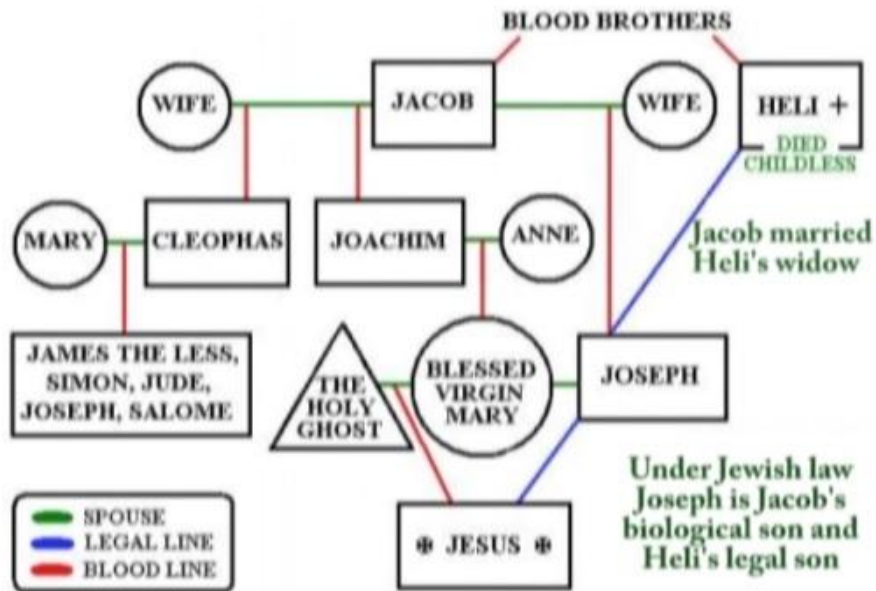 BLOOD BROTHERS
WIFE
JACOB
WIFE
HELI +
DIED
CHILDLESS
MARY
CLEOPHAS
JOACHIM
ANNE
Jacob married
Heli's widow
JAMES THE LESS,
SIMON, JUDE,
JOSEPH, SALOME
THE
HOLY
GHOST
BLESSED
VIRGIN
MARY
JOSEPH
Under Jewish law
Joseph is Jacob's
biological son and
Heli's legal son
SPOUSE
LEGAL LINE
BLOOD LINE
✠ JESUS ✠